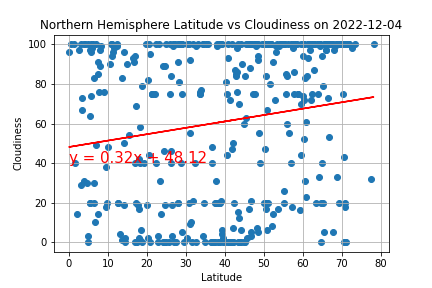 Northern Hemisphere Latitude vs Cloudiness on 2022-12-04
100
80
60
40
20
0
Cloudiness
y = 0.32x + 48.12
0 10 20 30 40 50 60 70 80
Latitude